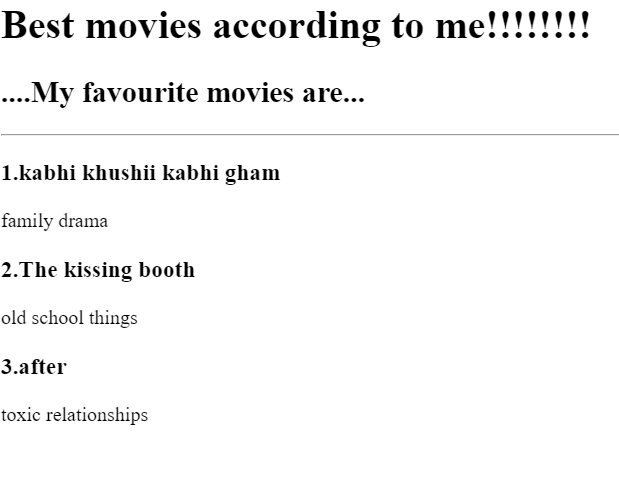 Best movies according to me!!!!!!!!
....My favourite movies are...
1.kabhi khushii kabhi gham
family drama
2.The kissing booth
old school things
3.after
toxic relationships